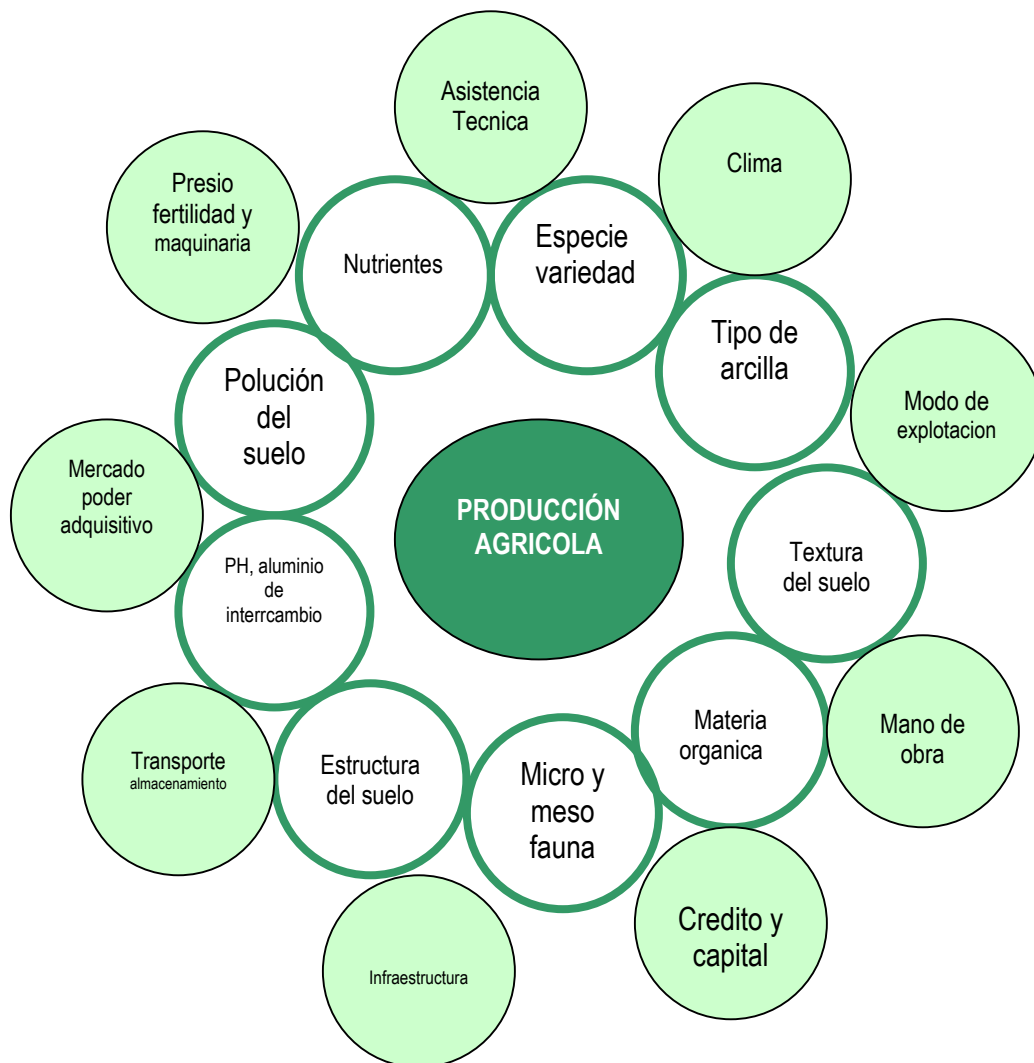 Asistencia
Tecnica
Clima
Presio
fertilidad y
maquinaria
Nutrientes
Especie
variedad
Tipo de
arcilla
Polución
del
suelo
Modo de
explotacion
Mercado
poder
adquisitivo
PRODUCCIÓN
AGRICOLA
Textura
del suelo
PH, aluminio
de
interrcambio
Materia
organica
Mano de
obra
Transporte
almacenamiento
Estructura
del suelo
Micro y
meso
fauna
Credito y
capital
Infraestructura